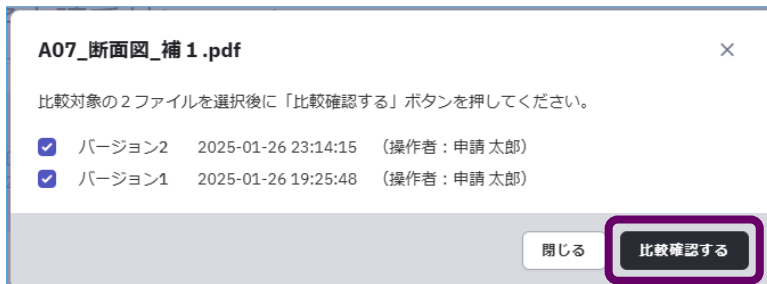 A07_断面図_補１.pdf
比較対象の２ファイルを選択後に「比較確認する」ボタンを押してください。
バージョン2 2025-01-26 23:14:15 （操作者：申請 太郎）
バージョン1 2025-01-26 19:25:48 （操作者：申請 太郎）
閉じる 比較確認する